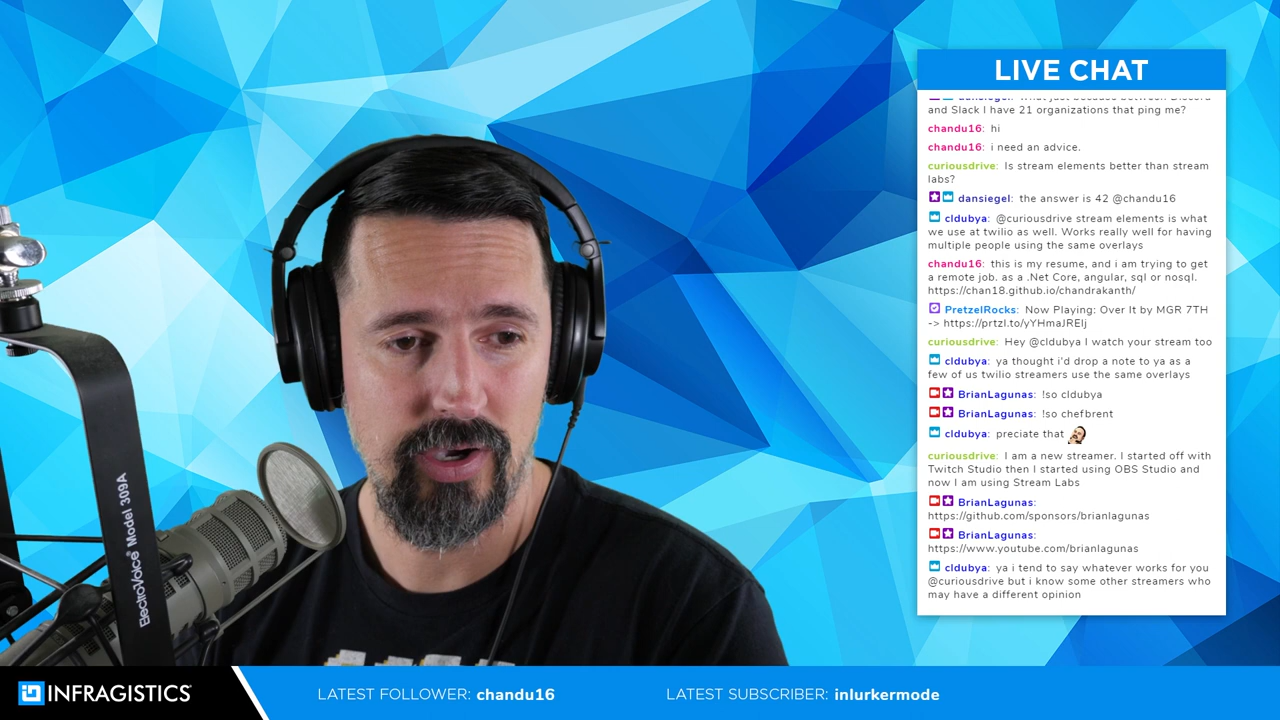 LIVE CHAT
and Slack I have 21 organizations that ping me?
chandu16: hi
chandu16: i need an advice.
curiousdrive: Is stream elements better than stream
labs?
dansiegel: the answer is 42 @chandu16
cldubya: @curiousdrive stream elements is what
we use at twilio as well. Works really well for having
multiple people using the same overlays
chandu16: this is my resume, and i am trying to get
a remote job. as a .Net Core, angular, sql or nosql.
https://chan18.github.io/chandrakanth/
PretzelRocks: Now Playing: Over It by MGR 7TH
-> https://prtzl.to/yYHmaJREIj
curiousdrive: Hey @cldubya I watch your stream too
cldubya: ya thought i'd drop a note to ya as a
few of us twilio streamers use the same overlays
BrianLagunas: !so cldubya
BrianLagunas: !so chefbrent
cldubya: preciate that
curiousdrive: I am a new streamer. I started off with
Twitch Studio then I started using OBS Studio and
now I am using Stream Labs
BrianLagunas:
https://github.com/sponsors/brianlagunas
BrianLagunas:
https://www.youtube.com/brianlagunas
cldubya: ya i tend to say whatever works for you
@curiousdrive but i know some other streamers who
may have a different opinion
ElectroVoice® Model 309A
INFRAGISTICS
LATEST FOLLOWER: chandu16
LATEST SUBSCRIBER: inlurkermode